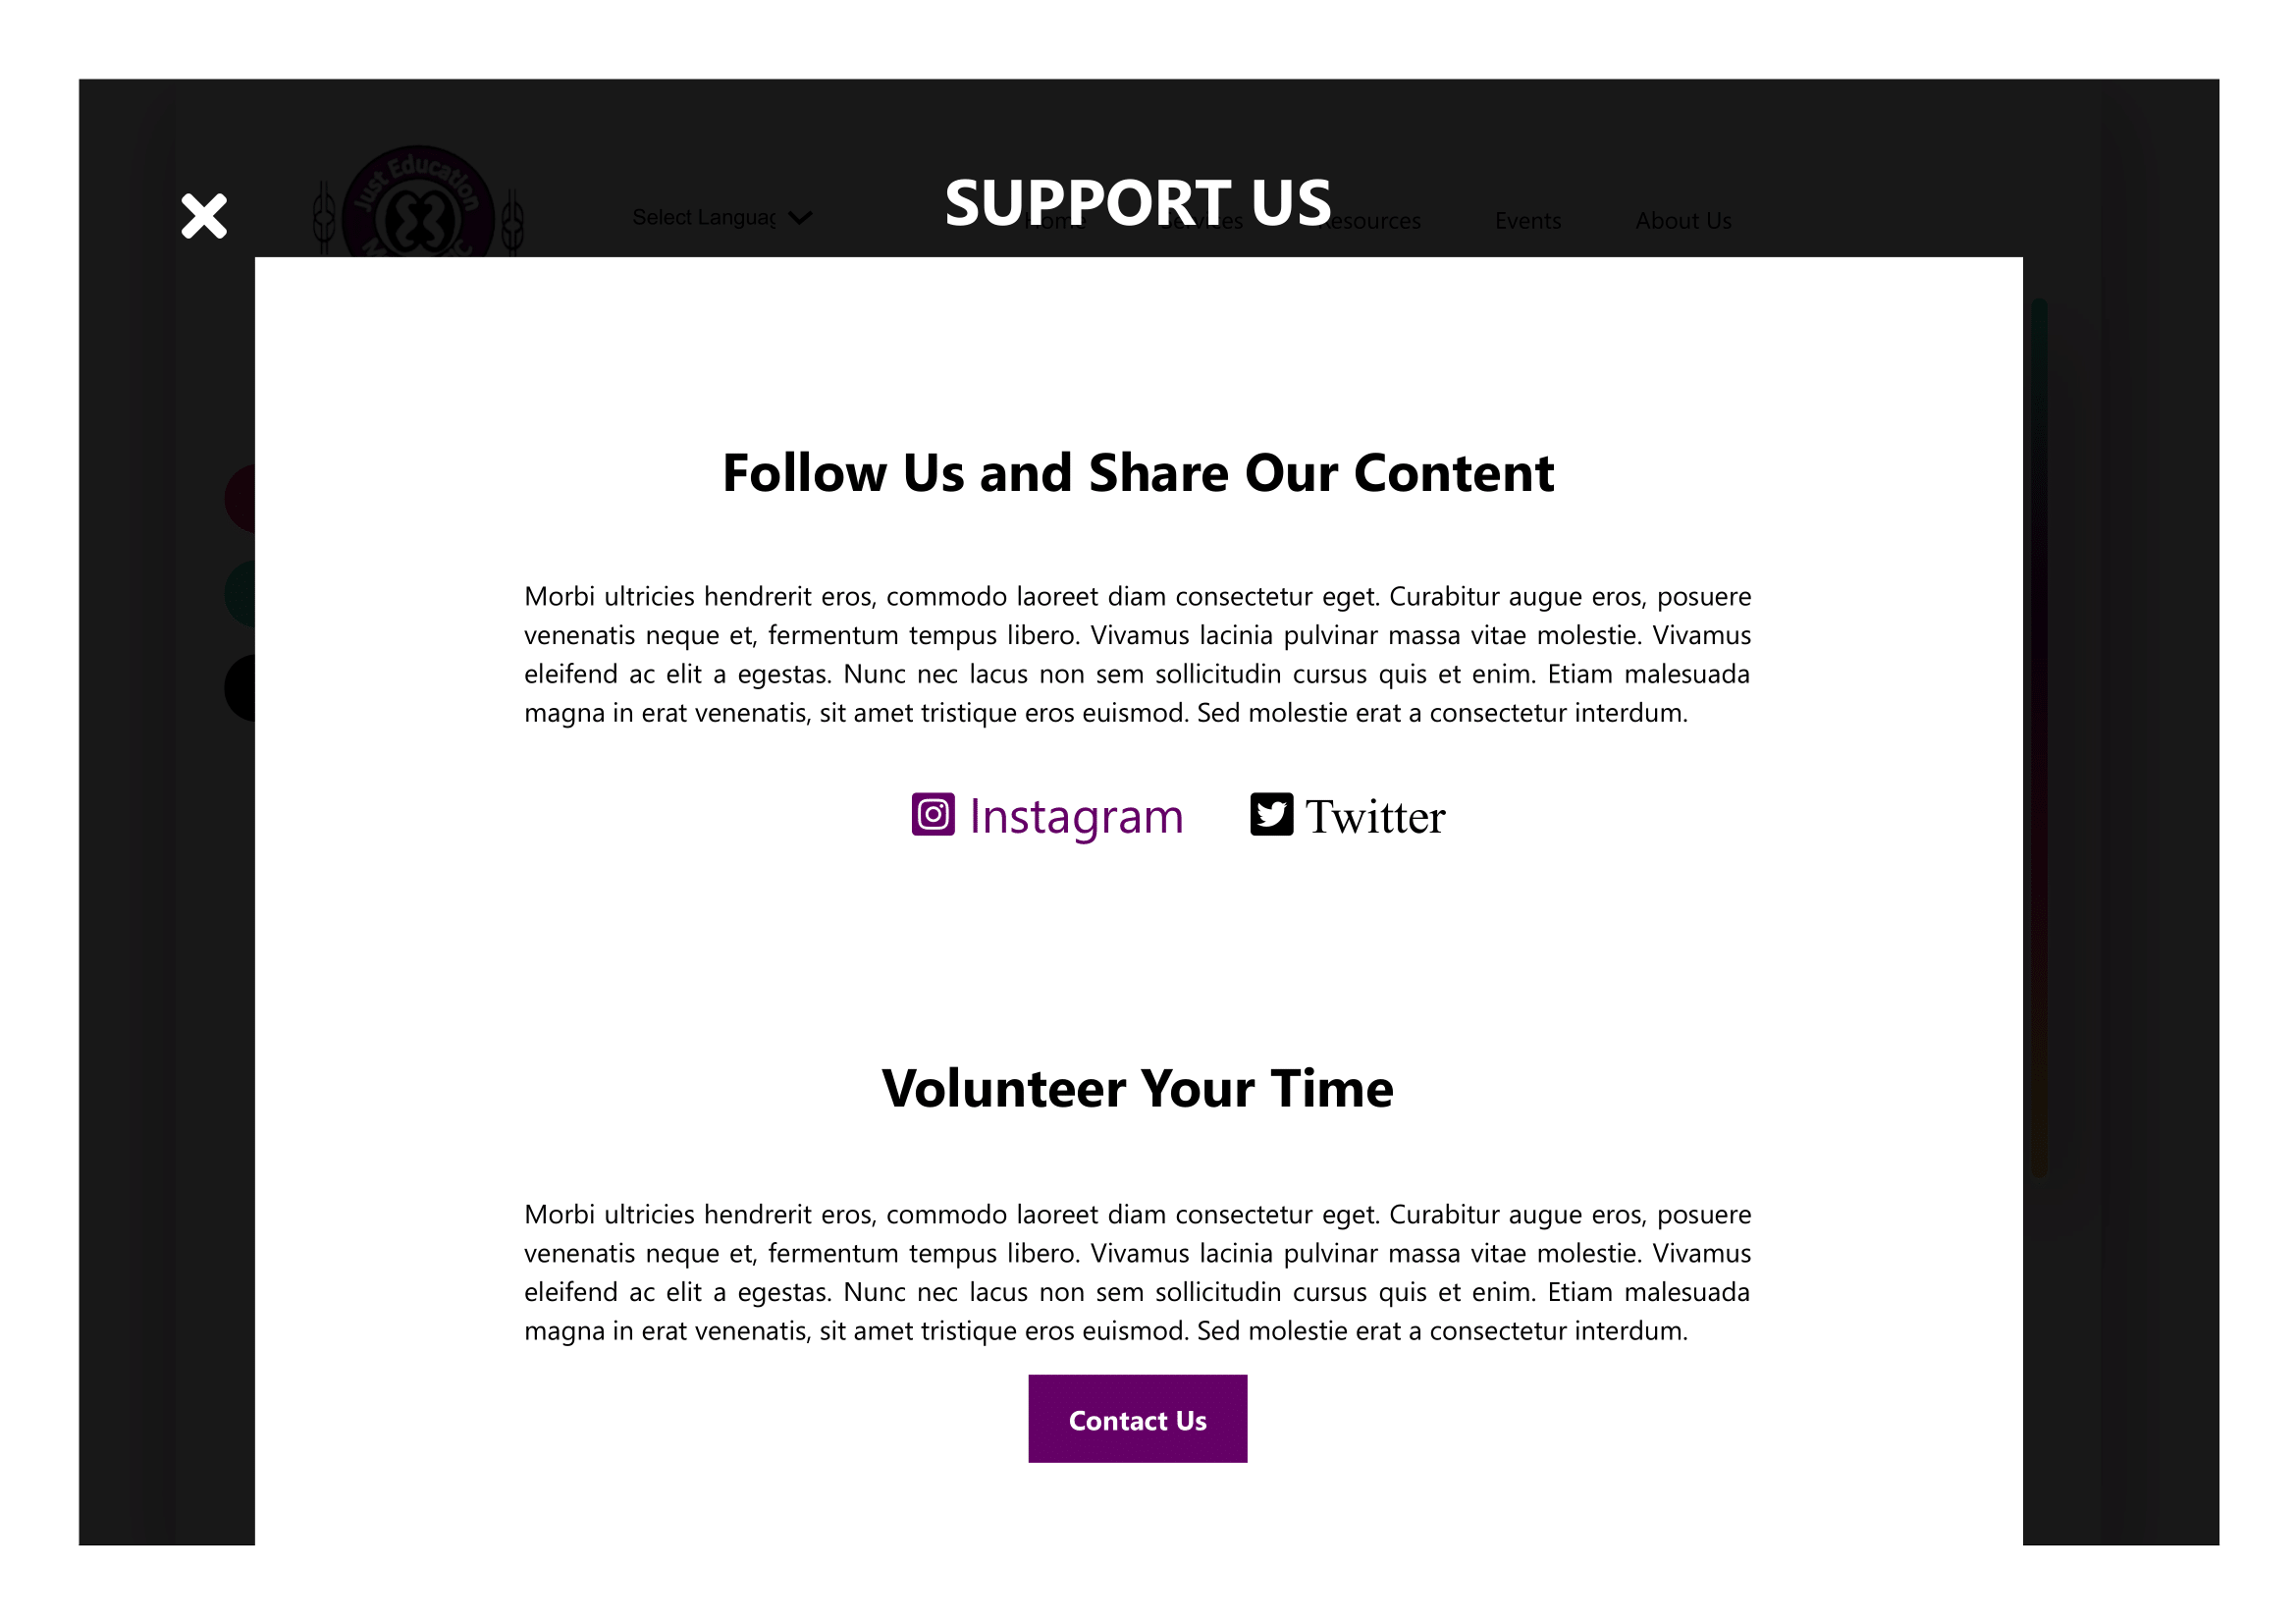 Just Education
Select Languag
SUPPORT US
Home Services Resources Events About Us
Follow Us and Share Our Content
Morbi ultricies hendrerit eros, commodo laoreet diam consectetur eget. Curabitur augue eros, posuere
venenatis neque et, fermentum tempus libero. Vivamus lacinia pulvinar massa vitae molestie. Vivamus
eleifend ac elit a egestas. Nunc nec lacus non sem sollicitudin cursus quis et enim. Etiam malesuada
magna in erat venenatis, sit amet tristique eros euismod. Sed molestie erat a consectetur interdum.
Instagram Twitter
Volunteer Your Time
Morbi ultricies hendrerit eros, commodo laoreet diam consectetur eget. Curabitur augue eros, posuere
venenatis neque et, fermentum tempus libero. Vivamus lacinia pulvinar massa vitae molestie. Vivamus
eleifend ac elit a egestas. Nunc nec lacus non sem sollicitudin cursus quis et enim. Etiam malesuada
magna in erat venenatis, sit amet tristique eros euismod. Sed molestie erat a consectetur interdum.
Contact Us